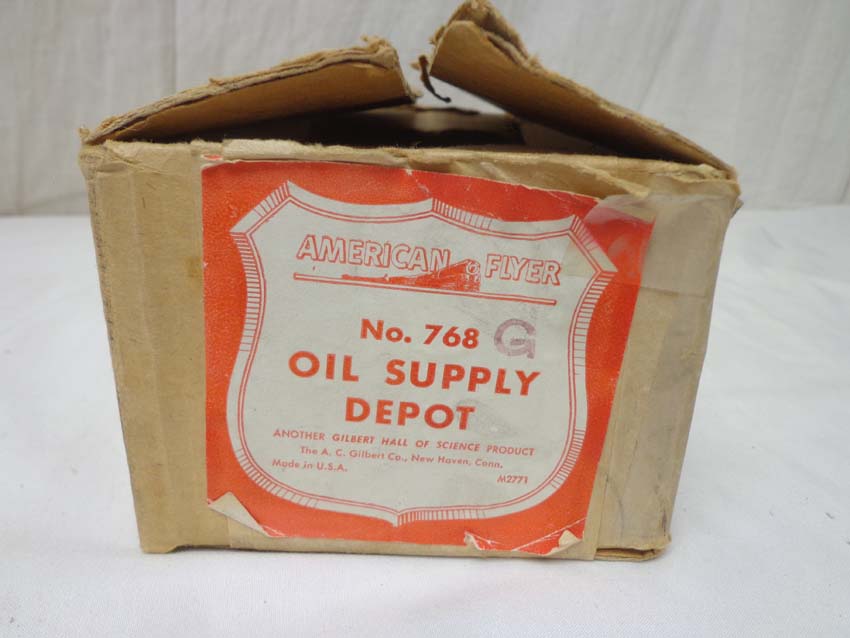 AMERICAN FLYER
No. 768 G
OIL SUPPLY
DEPOT
ANOTHER GILBERT HALL OF SCIENCE PRODUCT
The A. C. Gilbert Co., New Haven, Conn.
Made in U.S.A.
M2771